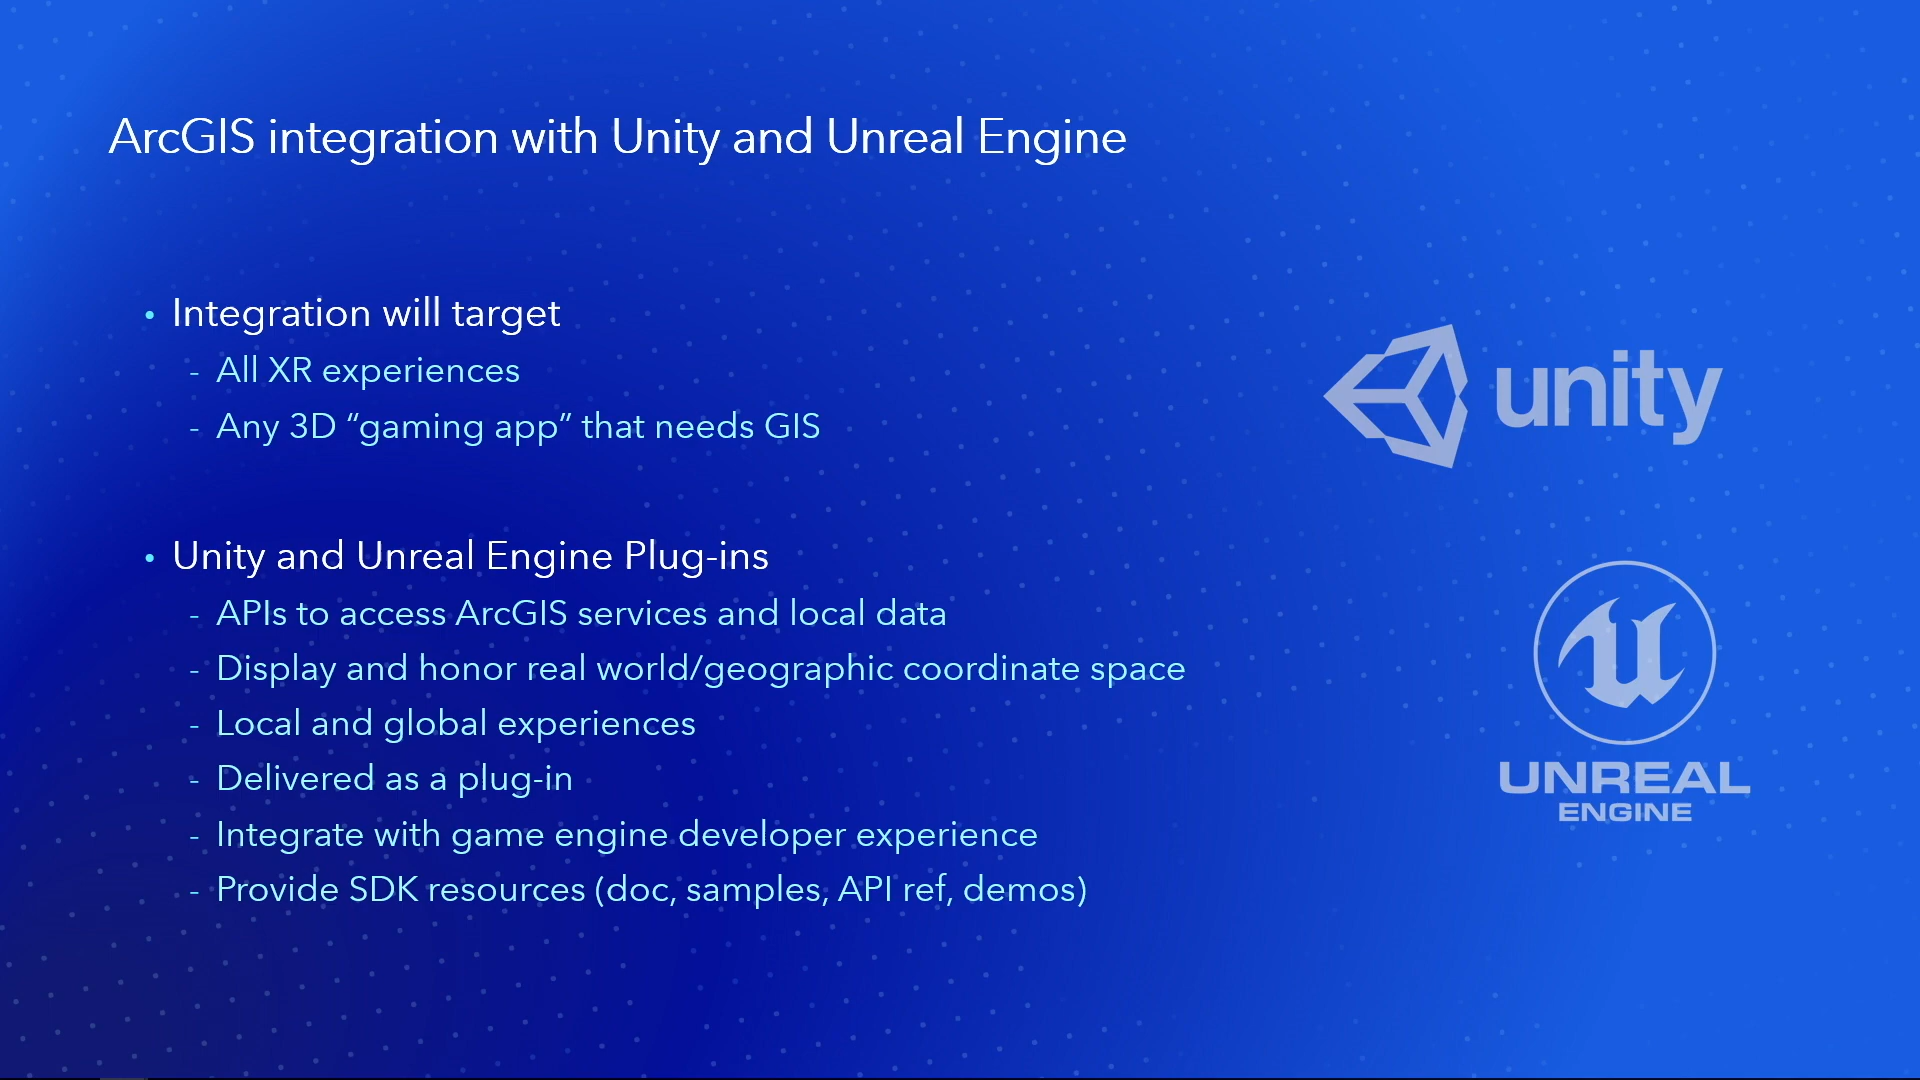 ArcGIS integration with Unity and Unreal Engine
• Integration will target
- All XR experiences
- Any 3D “gaming app” that needs GIS
• Unity and Unreal Engine Plug-ins
- APIs to access ArcGIS services and local data
- Display and honor real world/geographic coordinate space
- Local and global experiences
- Delivered as a plug-in
- Integrate with game engine developer experience
- Provide SDK resources (doc, samples, API ref, demos)
unity
UNREAL
ENGINE